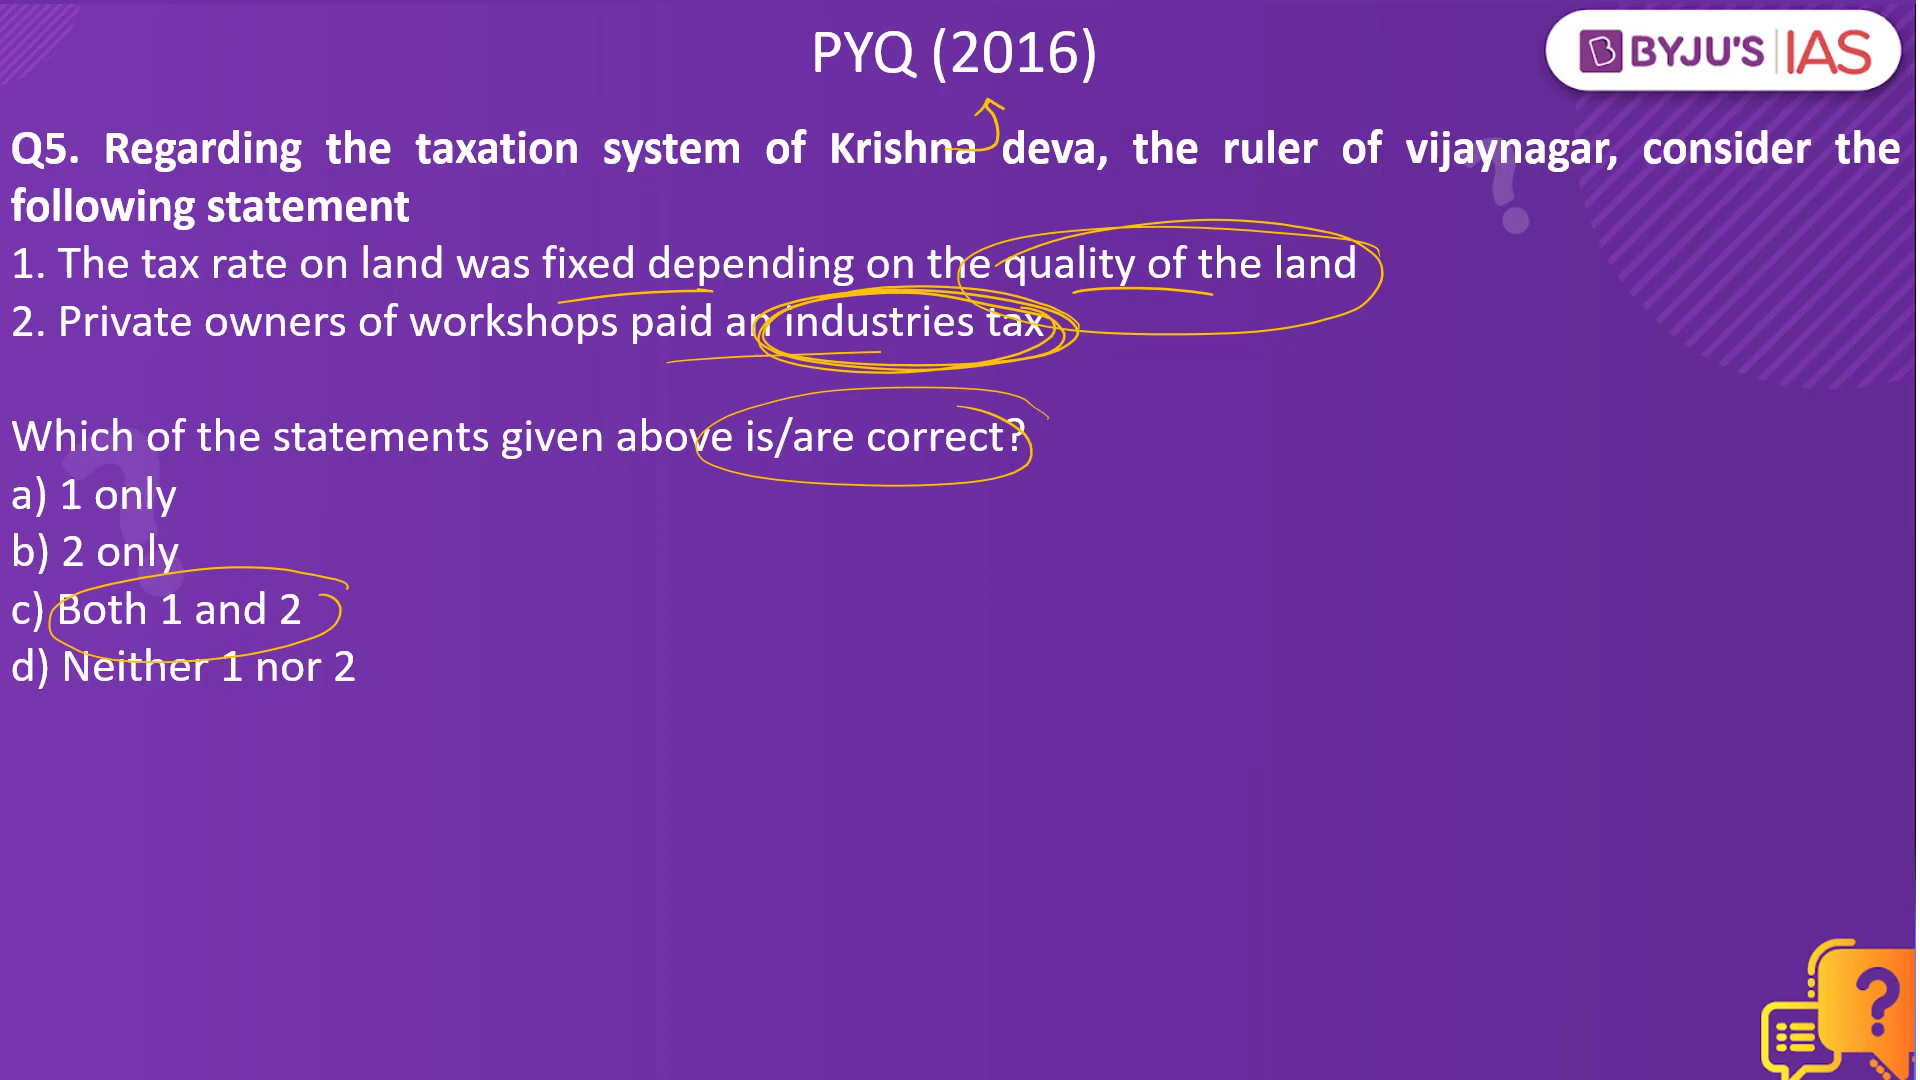 PYQ (2016)
BYJU'S IAS
Q5. Regarding the taxation system of Krishna deva, the ruler of vijaynagar, consider the
following statement
1. The tax rate on land was fixed depending on the quality of the land
2. Private owners of workshops paid an industries tax
Which of the statements given above is/are correct?
a) 1 only
b) 2 only
c) Both 1 and 2
d) Neither 1 nor 2